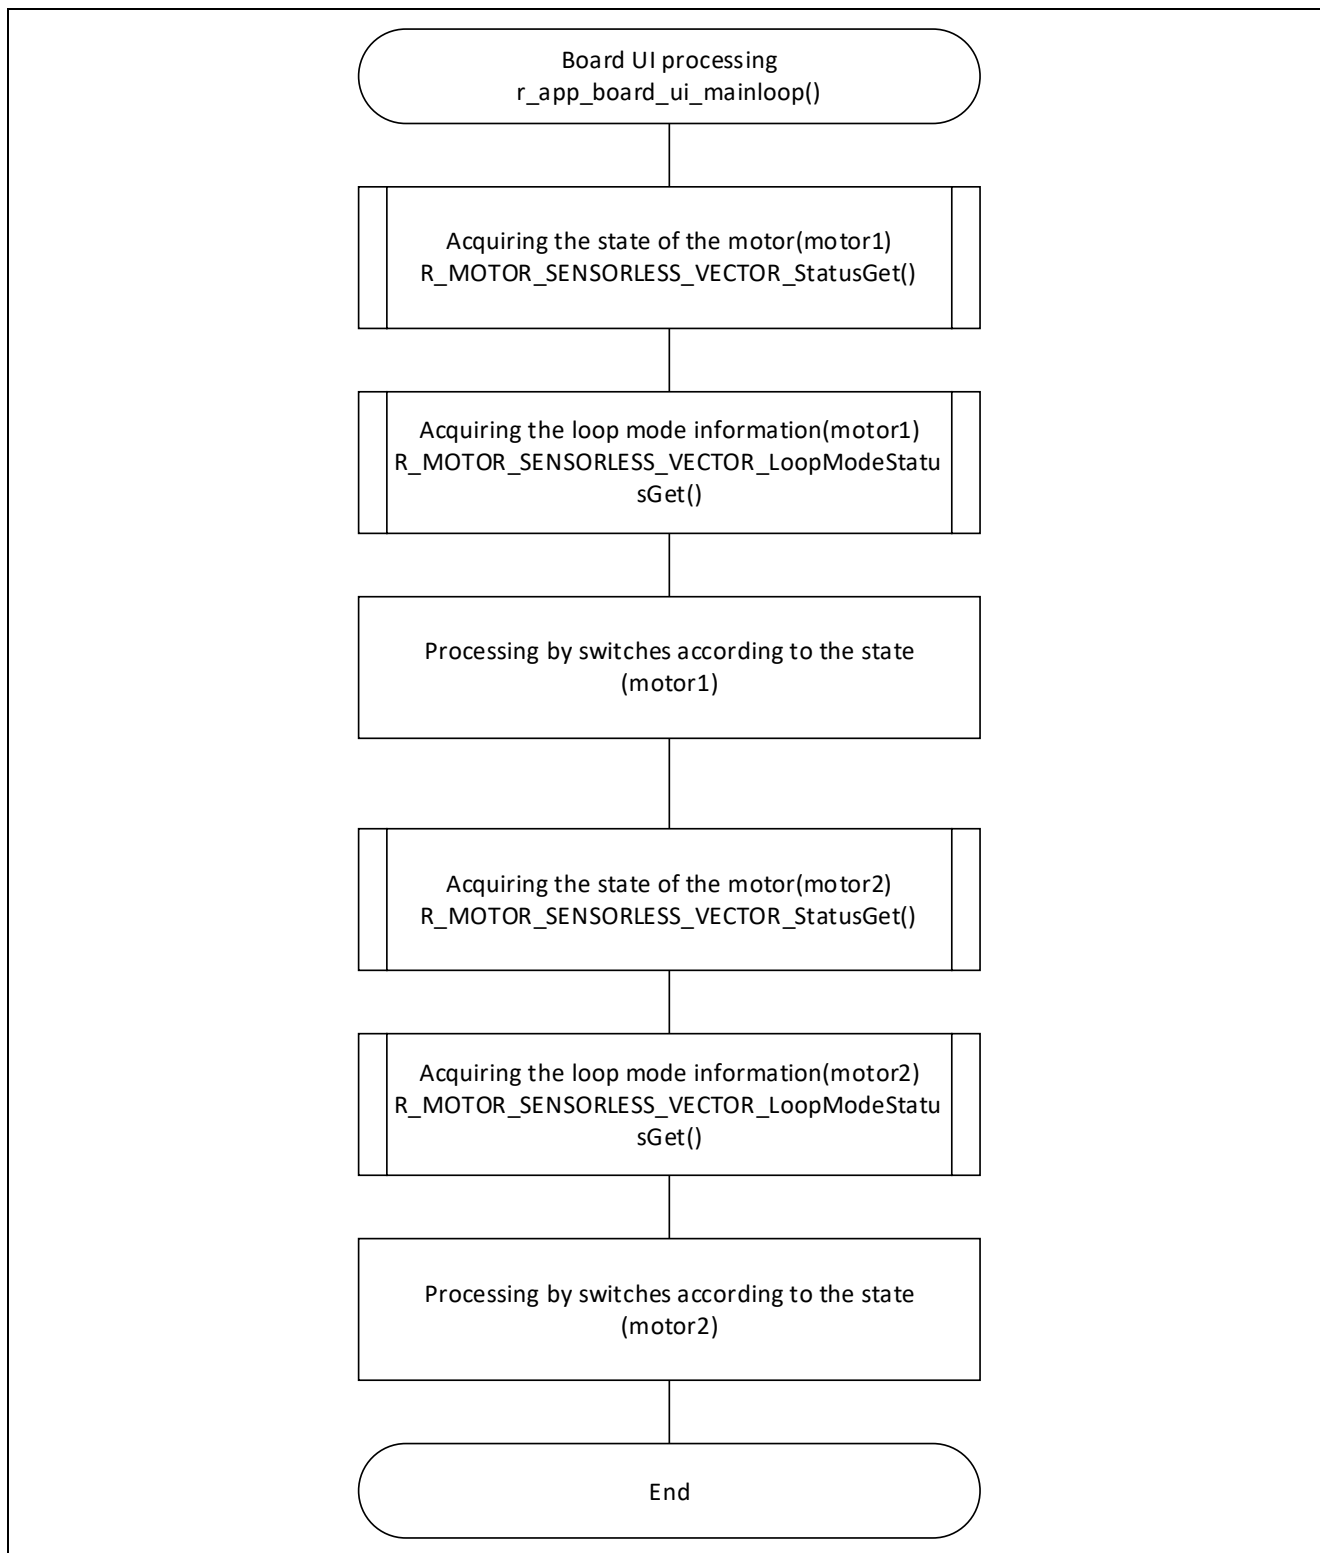 Board UI processing
r_app_board_ui_mainloop()
Acquiring the state of the motor(motor1)
R_MOTOR_SENSORLESS_VECTOR_StatusGet()
Acquiring the loop mode information(motor1)
R_MOTOR_SENSORLESS_VECTOR_LoopModeStatu
sGet()
Processing by switches according to the state
(motor1)
Acquiring the state of the motor(motor2)
R_MOTOR_SENSORLESS_VECTOR_StatusGet()
Acquiring the loop mode information(motor2)
R_MOTOR_SENSORLESS_VECTOR_LoopModeStatu
sGet()
Processing by switches according to the state
(motor2)
End